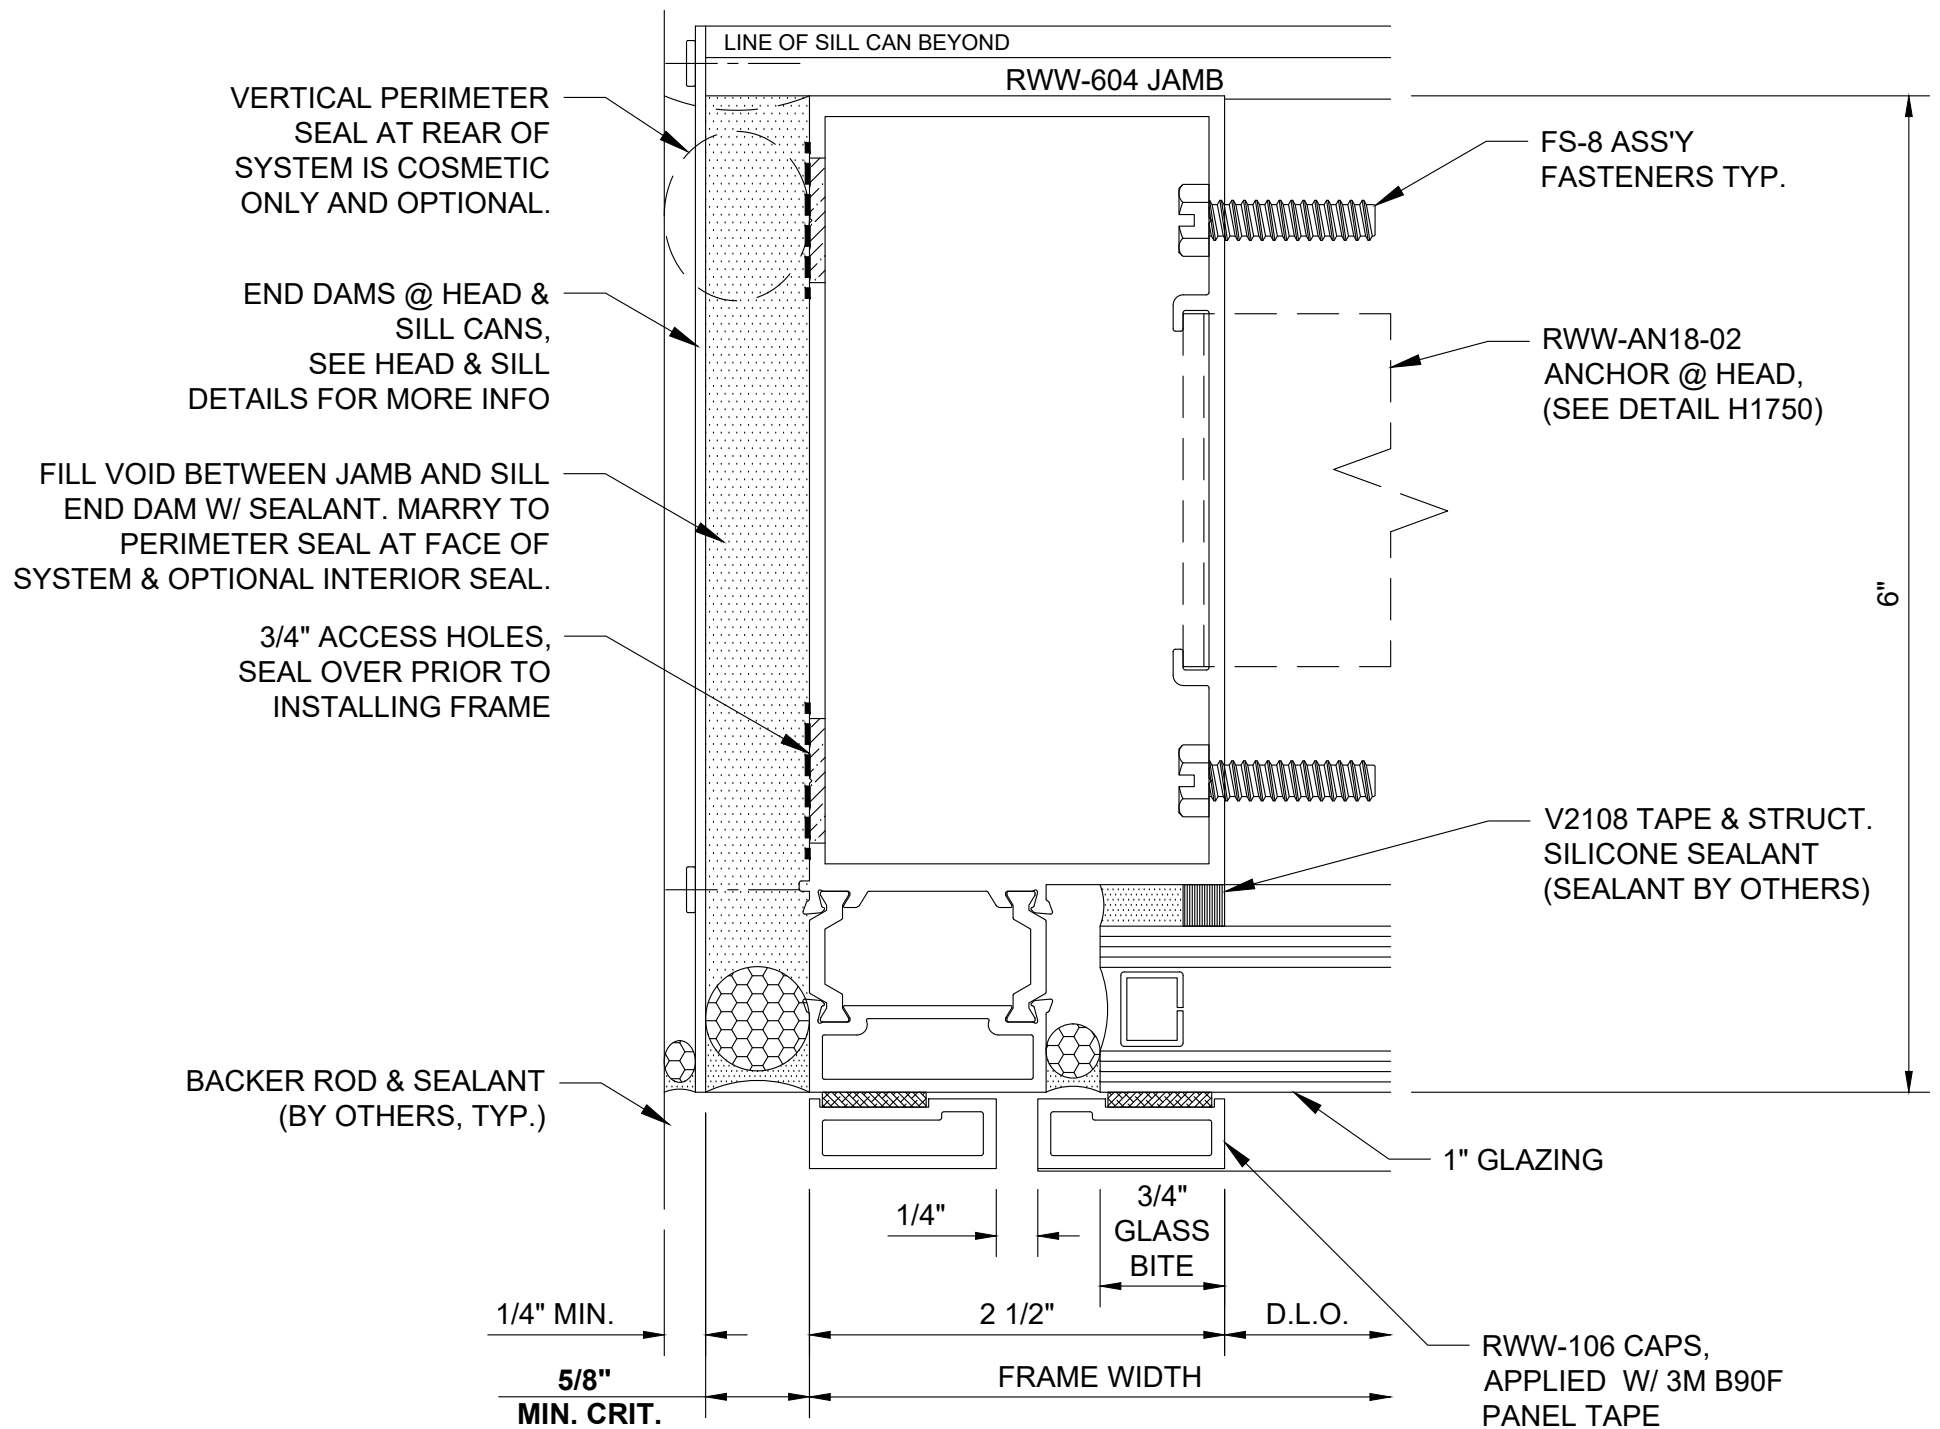 LINE OF SILL CAN BEYOND
RWW-604 JAMB
VERTICAL PERIMETER
SEAL AT REAR OF
SYSTEM IS COSMETIC
ONLY AND OPTIONAL.
END DAMS @ HEAD &
SILL CANS,
SEE HEAD & SILL
DETAILS FOR MORE INFO
FILL VOID BETWEEN JAMB AND SILL
END DAM W/ SEALANT. MARRY TO
PERIMETER SEAL AT FACE OF
SYSTEM & OPTIONAL INTERIOR SEAL.
3/4" ACCESS HOLES,
SEAL OVER PRIOR TO
INSTALLING FRAME
BACKER ROD & SEALANT
(BY OTHERS, TYP.)
FS-8 ASS'Y
FASTENERS TYP.
RWW-AN18-02
ANCHOR @ HEAD,
(SEE DETAIL H1750)
6"
V2108 TAPE & STRUCT.
SILICONE SEALANT
(SEALANT BY OTHERS)
1" GLAZING
RWW-106 CAPS,
APPLIED W/ 3M B90F
PANEL TAPE
1/4"
3/4"
GLASS
BITE
1/4" MIN.
2 1/2"
D.L.O.
5/8"
MIN. CRIT.
FRAME WIDTH